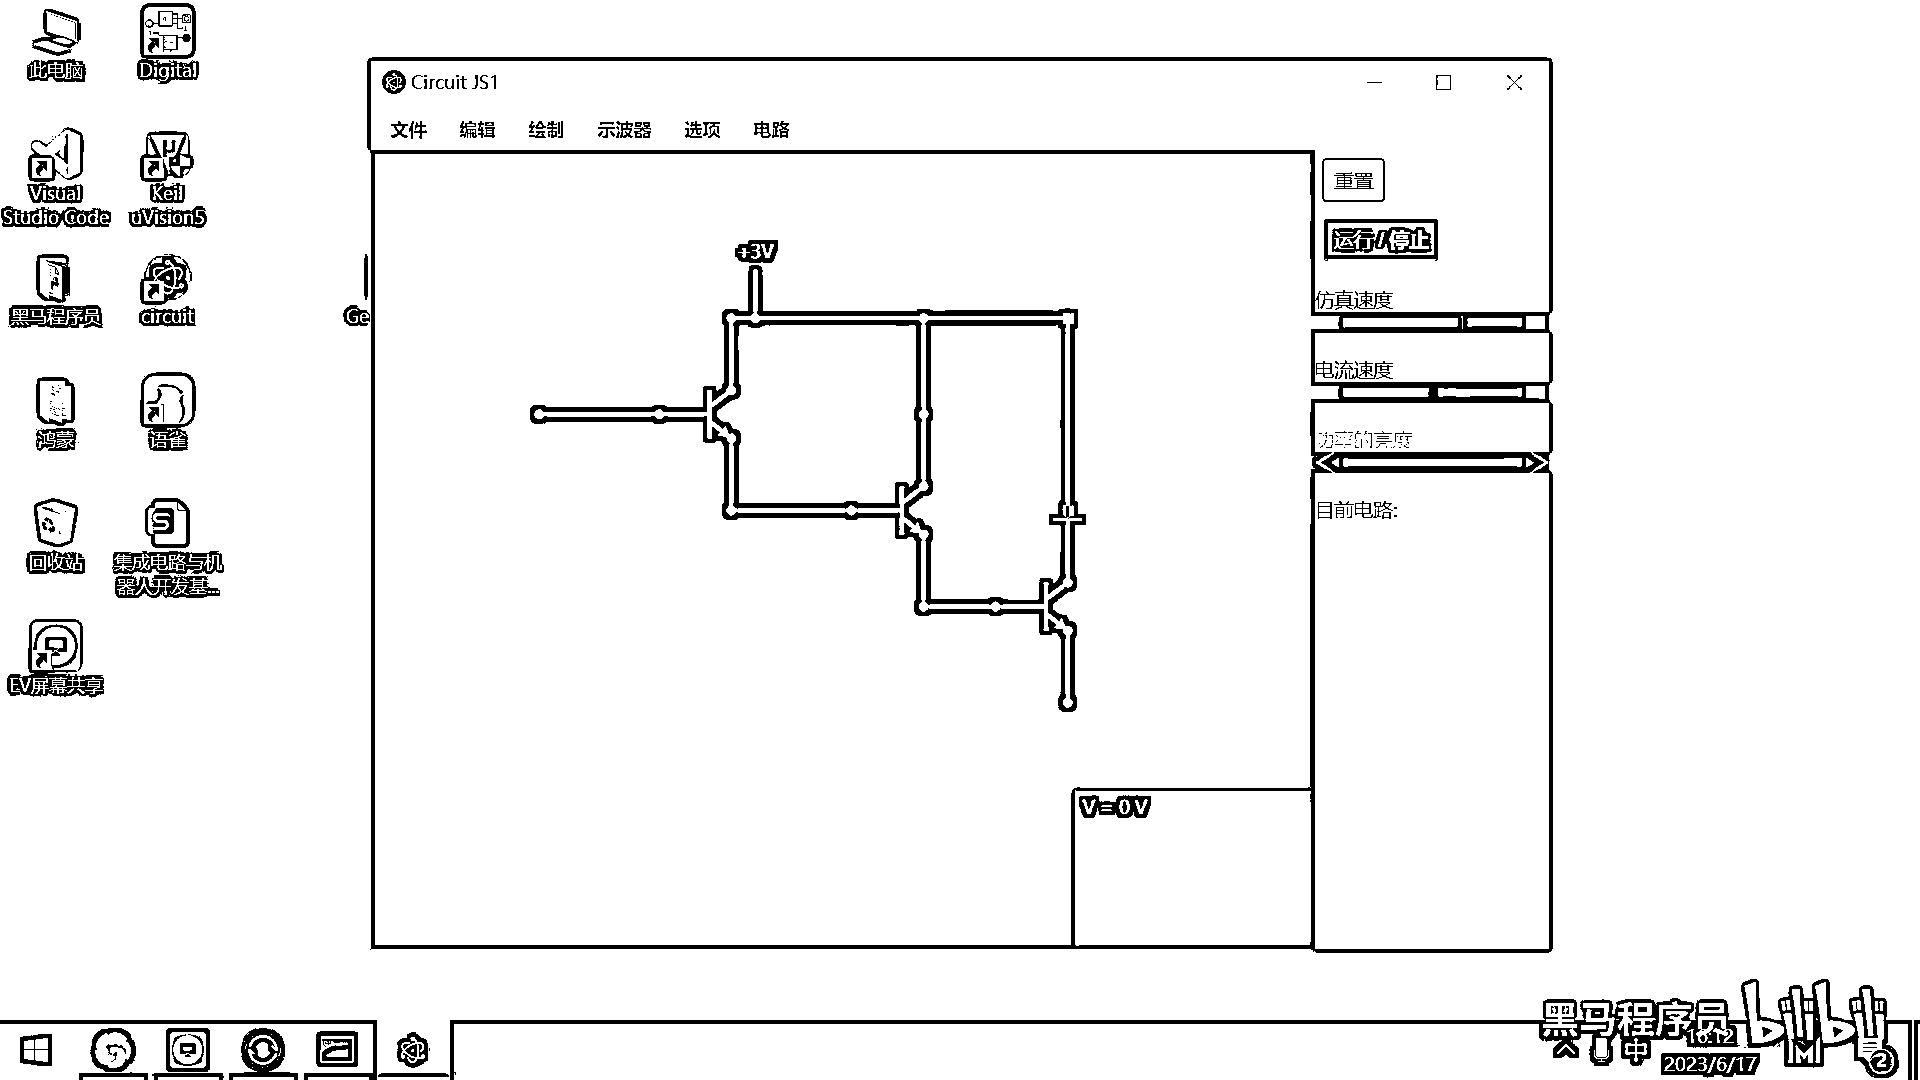 此电脑
Digital
Visual
Studio Code
Keil
uVision5
黑马程序员
circuit
Ge
鸿蒙
语雀
回收站
集成电路与机
器人开发基...
EV屏幕共享
Circuit JS1
文件 编辑 绘制 示波器 选项 电路
+3V
V = 0 V
重置
运行 / 停止
仿真速度
电流速度
功率的亮度
目前电路:
黑马程序员 bilibili
中
16:12
2023/6/17
2